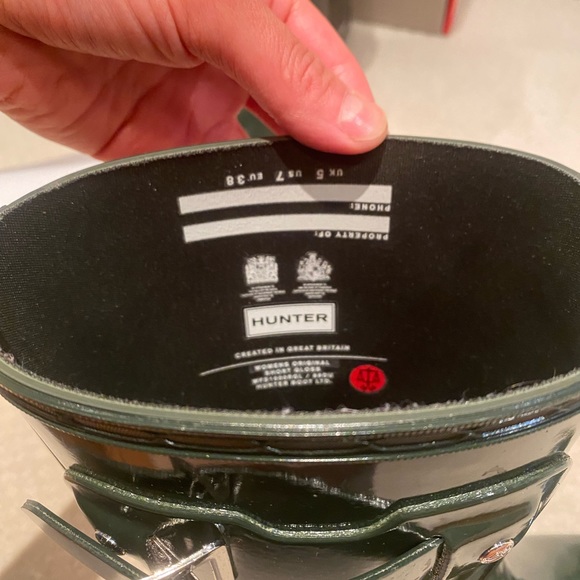 UK 5 US 7 EU 38
PHONE:
PROPERTY OF:
HUNTER
CREATED IN GREAT BRITAIN
WOMENS ORIGINAL
SHORT GLOSS
HUNTER BOOT LTD.